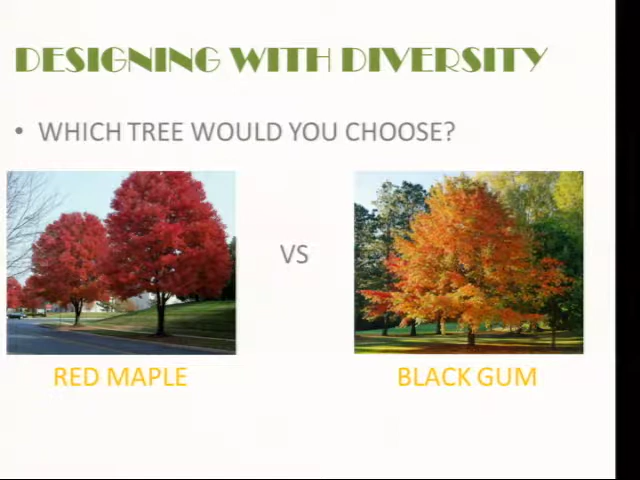 DESIGNING WITH DIVERSITY
• WHICH TREE WOULD YOU CHOOSE?
VS
RED MAPLE
BLACK GUM